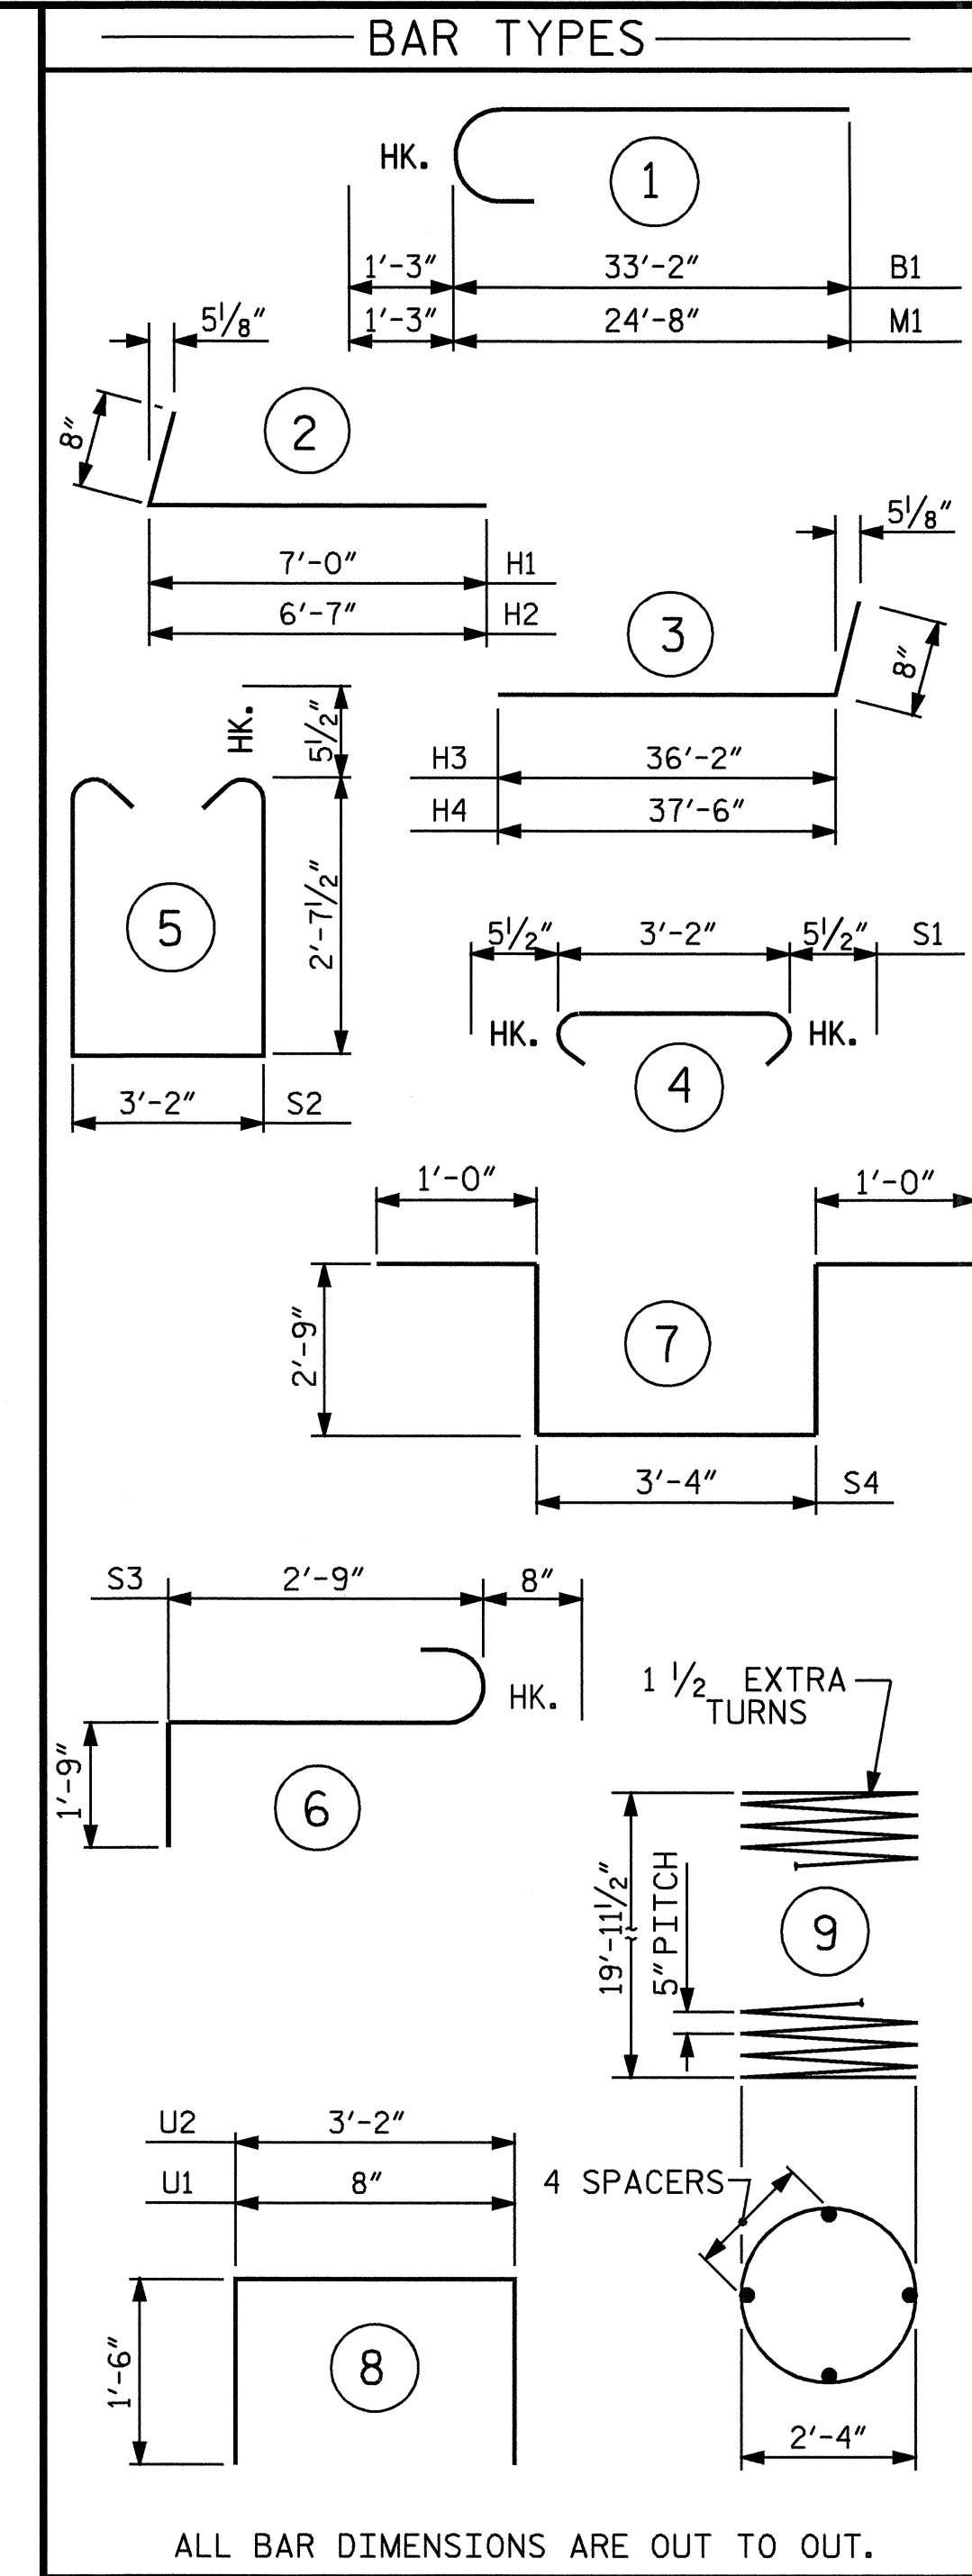 BAR TYPES
HK.
1
1'-3" 33'-2" B1
1'-3" 24'-8" M1
5 1/8"
8"
2
7'-0" H1
6'-7" H2
5 1/8"
8"
3
H3 36'-2"
H4 37'-6"
HK.
5 1/2"
2'-7 1/2"
5
3'-2" S2
5 1/2" 3'-2" 5 1/2" S1
HK. HK.
4
1'-0" 1'-0"
2'-9"
7
3'-4" S4
S3 2'-9" 8"
HK.
1'-9"
6
1 1/2 EXTRA
TURNS
19'-11 1/2"
5" PITCH
9
U2 3'-2"
U1 8"
4 SPACERS
1'-6"
8
2'-4"
ALL BAR DIMENSIONS ARE OUT TO OUT.